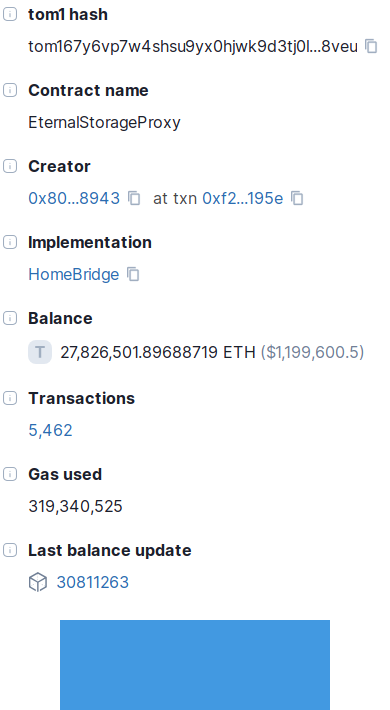 tom1 hash
tom167y6vp7w4shsu9yx0hjwk9d3tj0l...8veu
Contract name
EternalStorageProxy
Creator
0x80...8943 at txn 0xf2...195e
Implementation
HomeBridge
Balance
T 27,826,501.89688719 ETH ($1,199,600.5)
Transactions
5,462
Gas used
319,340,525
Last balance update
30811263